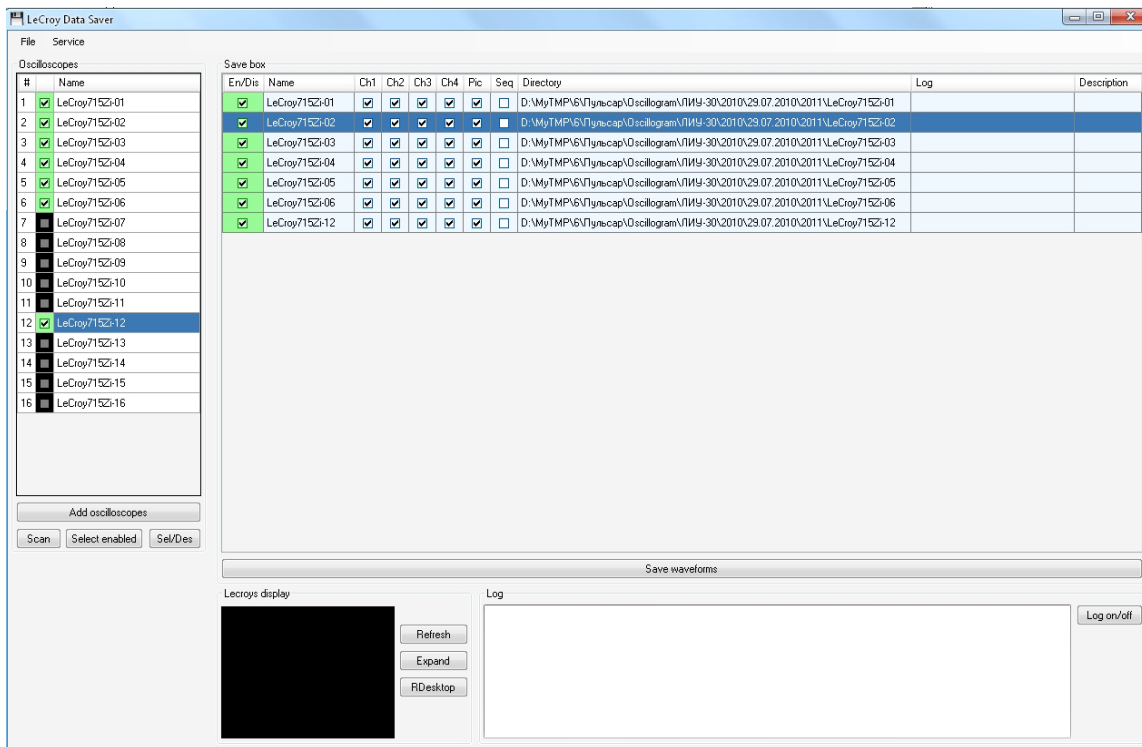 LeCroy Data Saver
File Service
Oscilloscopes
# Name
1 LeCroy715Zi-01
2 LeCroy715Zi-02
3 LeCroy715Zi-03
4 LeCroy715Zi-04
5 LeCroy715Zi-05
6 LeCroy715Zi-06
7 LeCroy715Zi-07
8 LeCroy715Zi-08
9 LeCroy715Zi-09
10 LeCroy715Zi-10
11 LeCroy715Zi-11
12 LeCroy715Zi-12
13 LeCroy715Zi-13
14 LeCroy715Zi-14
15 LeCroy715Zi-15
16 LeCroy715Zi-16
Add oscilloscopes
Scan Select enabled Sel/Des
Save box
En/Dis Name Ch1 Ch2 Ch3 Ch4 Pic Seq Directory Log Description
LeCroy715Zi-01 D:\MyTMP\6\Пульсар\Oscillogram\ЛИУ-30\2010\29.07.2010\2011\LeCroy715Zi-01
LeCroy715Zi-02 D:\MyTMP\6\Пульсар\Oscillogram\ЛИУ-30\2010\29.07.2010\2011\LeCroy715Zi-02
LeCroy715Zi-03 D:\MyTMP\6\Пульсар\Oscillogram\ЛИУ-30\2010\29.07.2010\2011\LeCroy715Zi-03
LeCroy715Zi-04 D:\MyTMP\6\Пульсар\Oscillogram\ЛИУ-30\2010\29.07.2010\2011\LeCroy715Zi-04
LeCroy715Zi-05 D:\MyTMP\6\Пульсар\Oscillogram\ЛИУ-30\2010\29.07.2010\2011\LeCroy715Zi-05
LeCroy715Zi-06 D:\MyTMP\6\Пульсар\Oscillogram\ЛИУ-30\2010\29.07.2010\2011\LeCroy715Zi-06
LeCroy715Zi-12 D:\MyTMP\6\Пульсар\Oscillogram\ЛИУ-30\2010\29.07.2010\2011\LeCroy715Zi-12
Save waveforms
Lecroys display
Refresh
Expand
RDesktop
Log
Log on/off